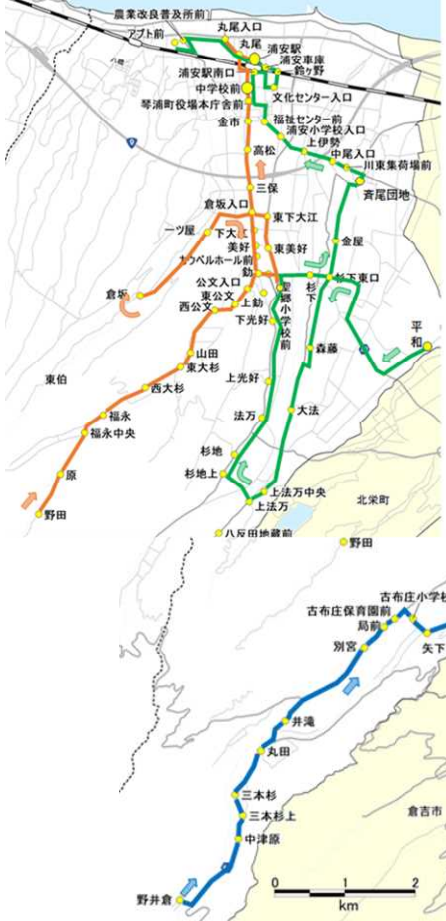 農業改良普及所前
丸尾入口
アプト前
丸尾
浦安駅
八橋
浦安車庫
鈴ヶ野
浦安駅南口
文化センター入口
中学校前
琴浦町役場本庁舎前
福祉センター前
金市
浦安小学校入口
上伊勢
高松
中尾入口
川東集荷場前
三保
斉尾団地
倉坂入口
東下大江
一ツ屋
下大江
美好
東美好
金屋
カウベルホール前
釛
公文入口
杉下東口
倉坂
東公文
上釛
聖郷小学校前
杉下
西公文
下光好
平和
山田
森藤
東大杉
東伯
西大杉
上光好
福永
法万
大法
福永中央
杉地
原
杉地上
上法万中央
北栄町
上法万
野田
八反田地蔵前
野田
古布庄小学校
古布庄保育園前
局前
矢下
別宮
井滝
丸田
三本杉
倉吉市
三本杉上
中津原
野井倉
0 1 2
km